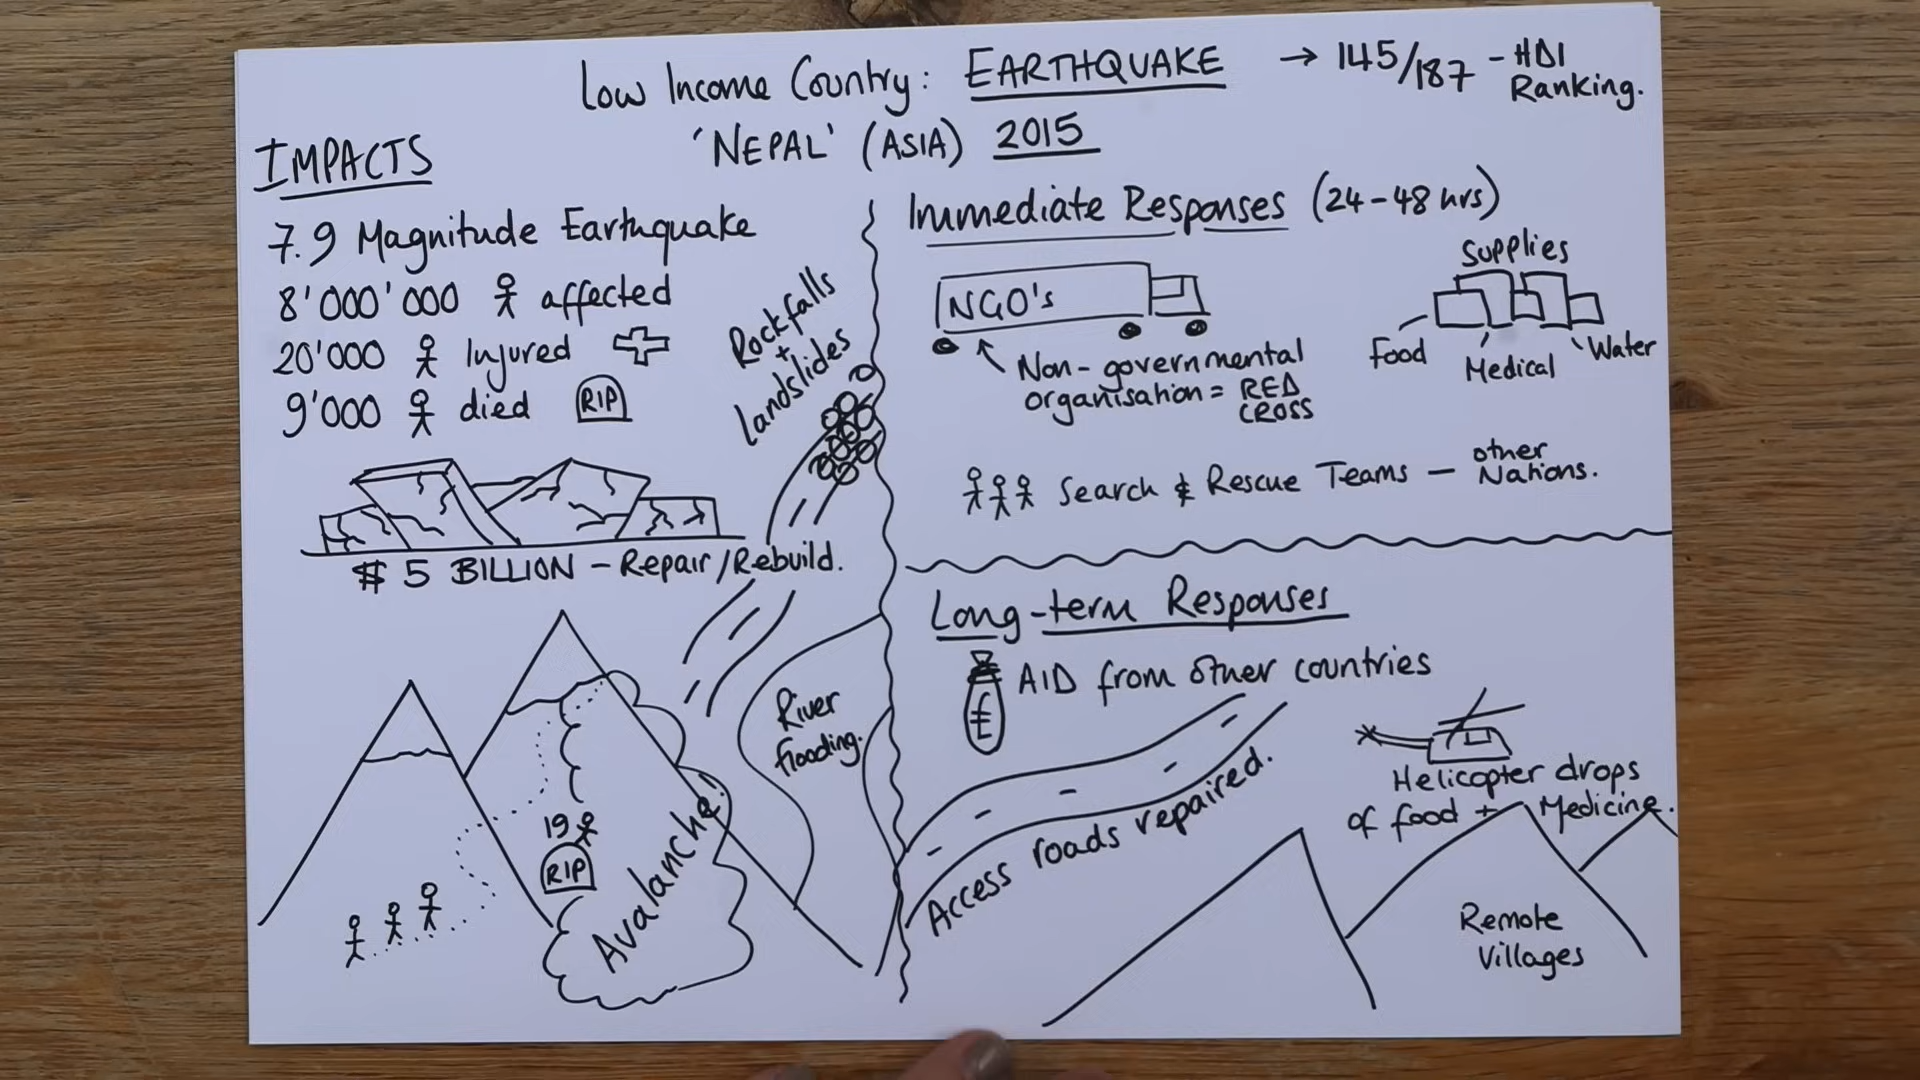 Low Income Country: EARTHQUAKE → 145/187 - HDI Ranking.
'NEPAL' (ASIA) 2015
IMPACTS
7.9 Magnitude Earthquake
8'000'000 affected
20'000 Injured
9'000 died RIP
$ 5 BILLION - Repair/Rebuild.
Rockfalls
+
landslides
River
flooding.
19
RIP
Avalanche.
Immediate Responses (24-48 hrs)
NGO's
Non-governmental
organisation = RED
CROSS
Supplies
Food
Medical
Water
Search & Rescue Teams - other
Nations.
Long-term Responses
£ AID from other countries
Access roads repaired.
Helicopter drops
of food + Medicine.
Remote
Villages